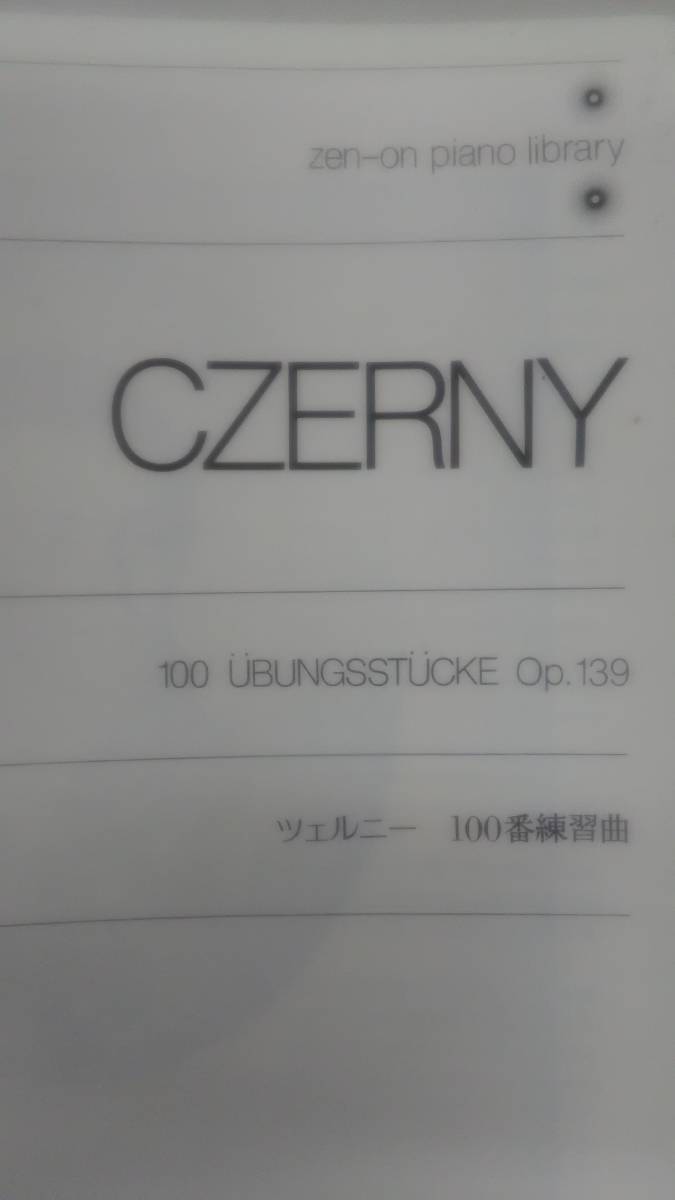 zen-on piano library
CZERNY
100 ÜBUNGSSTÜCKE Op.139
ツェルニー 100番練習曲